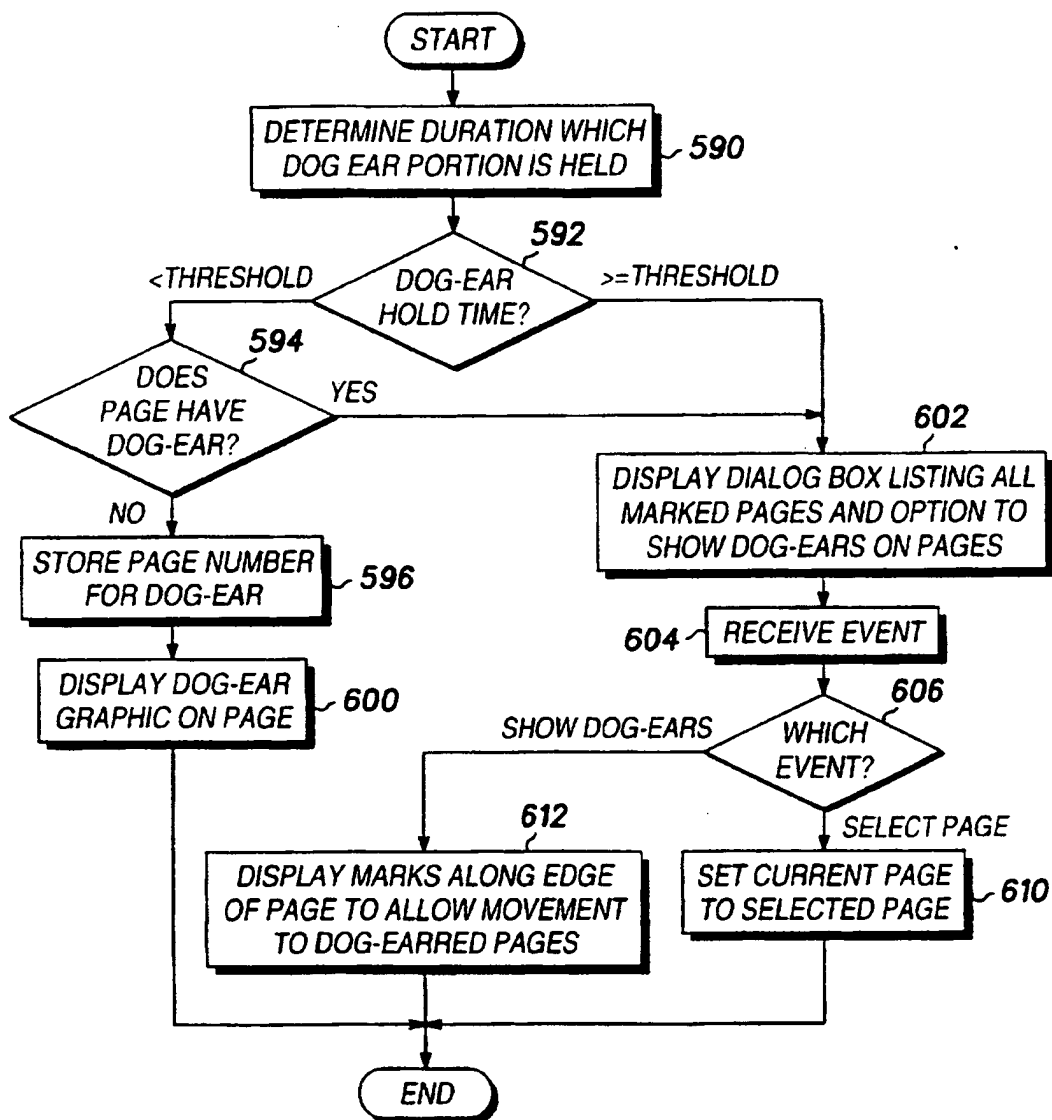 START
DETERMINE DURATION WHICH
DOG EAR PORTION IS HELD
590
592
<THRESHOLD
DOG-EAR
HOLD TIME?
>=THRESHOLD
594
DOES
PAGE HAVE
DOG-EAR?
YES
NO
602
DISPLAY DIALOG BOX LISTING ALL
MARKED PAGES AND OPTION TO
SHOW DOG-EARS ON PAGES
STORE PAGE NUMBER
FOR DOG-EAR
596
604
RECEIVE EVENT
DISPLAY DOG-EAR
GRAPHIC ON PAGE
600
606
SHOW DOG-EARS
WHICH
EVENT?
SELECT PAGE
612
DISPLAY MARKS ALONG EDGE
OF PAGE TO ALLOW MOVEMENT
TO DOG-EARRED PAGES
SET CURRENT PAGE
TO SELECTED PAGE
610
END